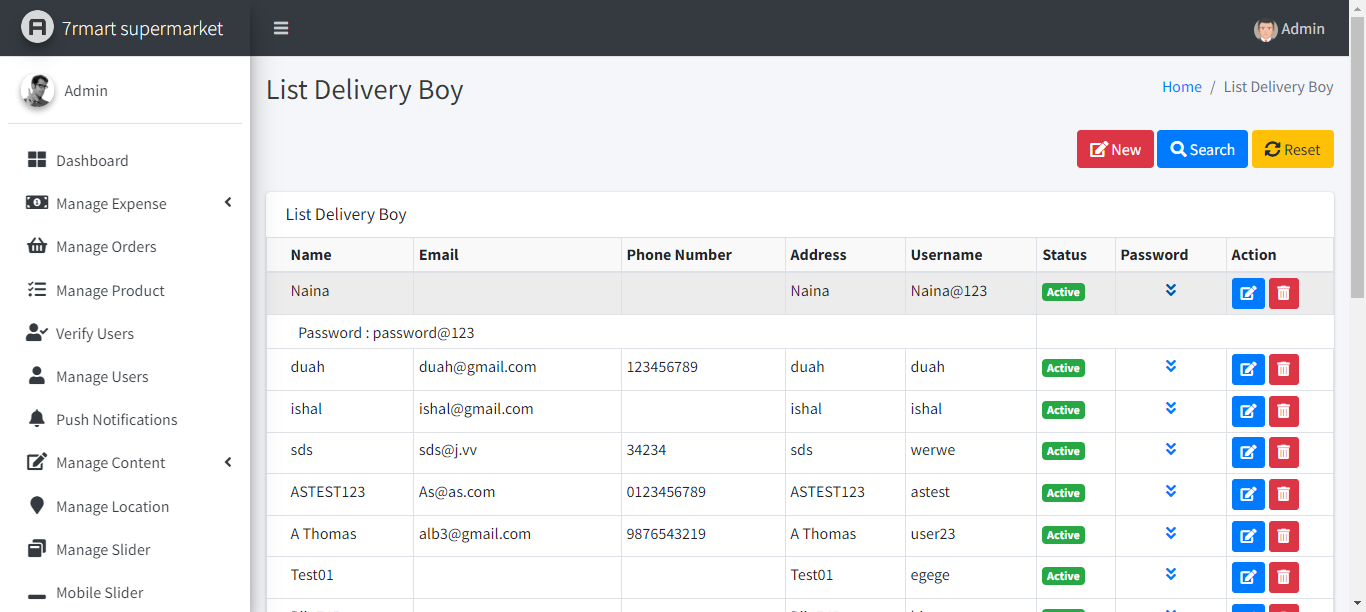 7rmart supermarket
Admin
Admin
List Delivery Boy
Home / List Delivery Boy
New Search Reset
Dashboard
Manage Expense
Manage Orders
Manage Product
Verify Users
Manage Users
Push Notifications
Manage Content
Manage Location
Manage Slider
Mobile Slider
List Delivery Boy
Name Email Phone Number Address Username Status Password Action
Naina Naina Naina@123 Active
Password : password@123
duah duah@gmail.com 123456789 duah duah Active
ishal ishal@gmail.com ishal ishal Active
sds sds@j.vv 34234 sds werwe Active
ASTEST123 As@as.com 0123456789 ASTEST123 astest Active
A Thomas alb3@gmail.com 9876543219 A Thomas user23 Active
Test01 Test01 egege Active